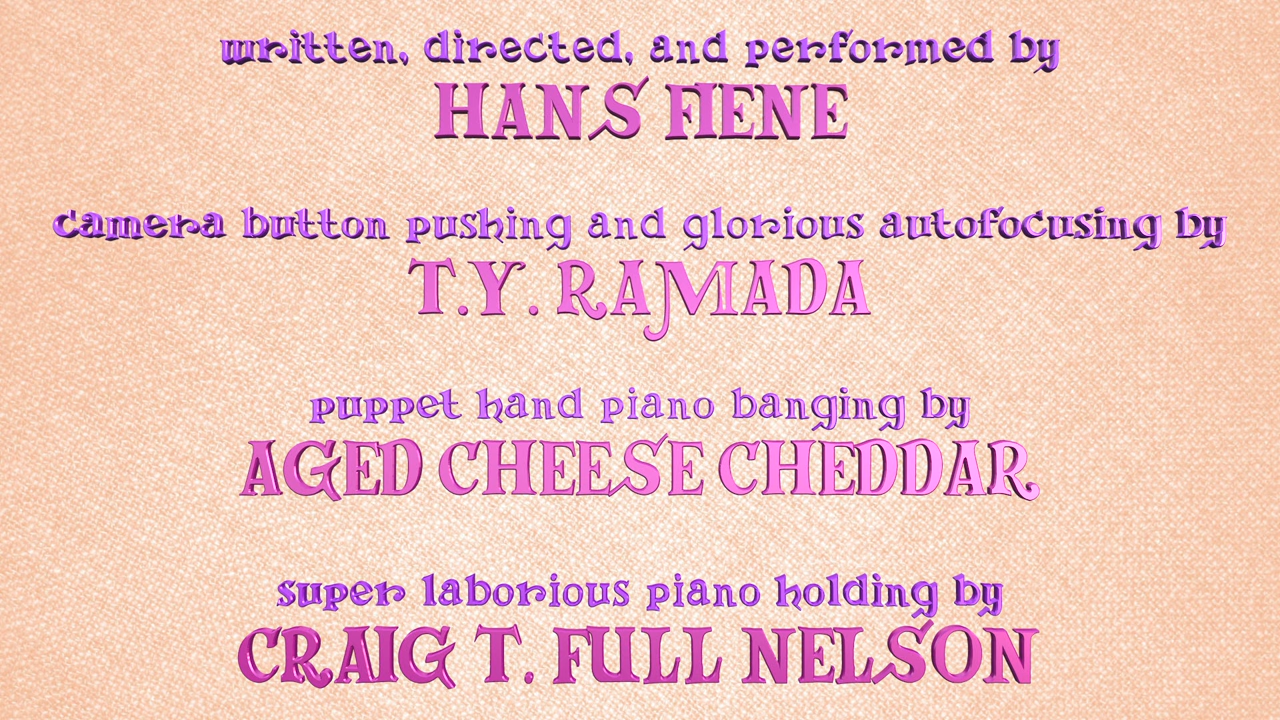 written, directed, and performed by
HANS FIENE
camera button pushing and glorious autofocusing by
T.Y. RAMADA
puppet hand piano banging by
AGED CHEESE CHEDDAR
super laborious piano holding by
CRAIG T. FULL NELSON